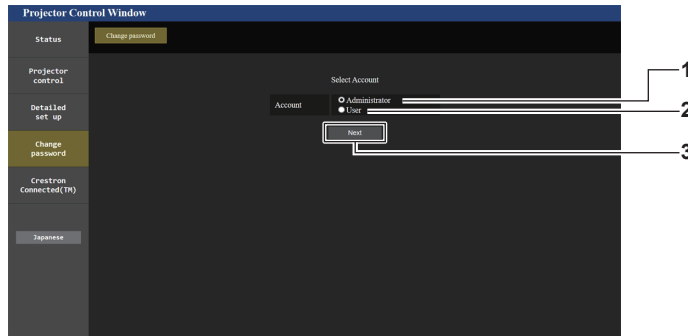 Projector Control Window
Status
Change password
Projector
control
Detailed
set up
Change
password
Crestron
Connected(TM)
Japanese
Select Account
Account
Administrator
User
Next
1
2
3